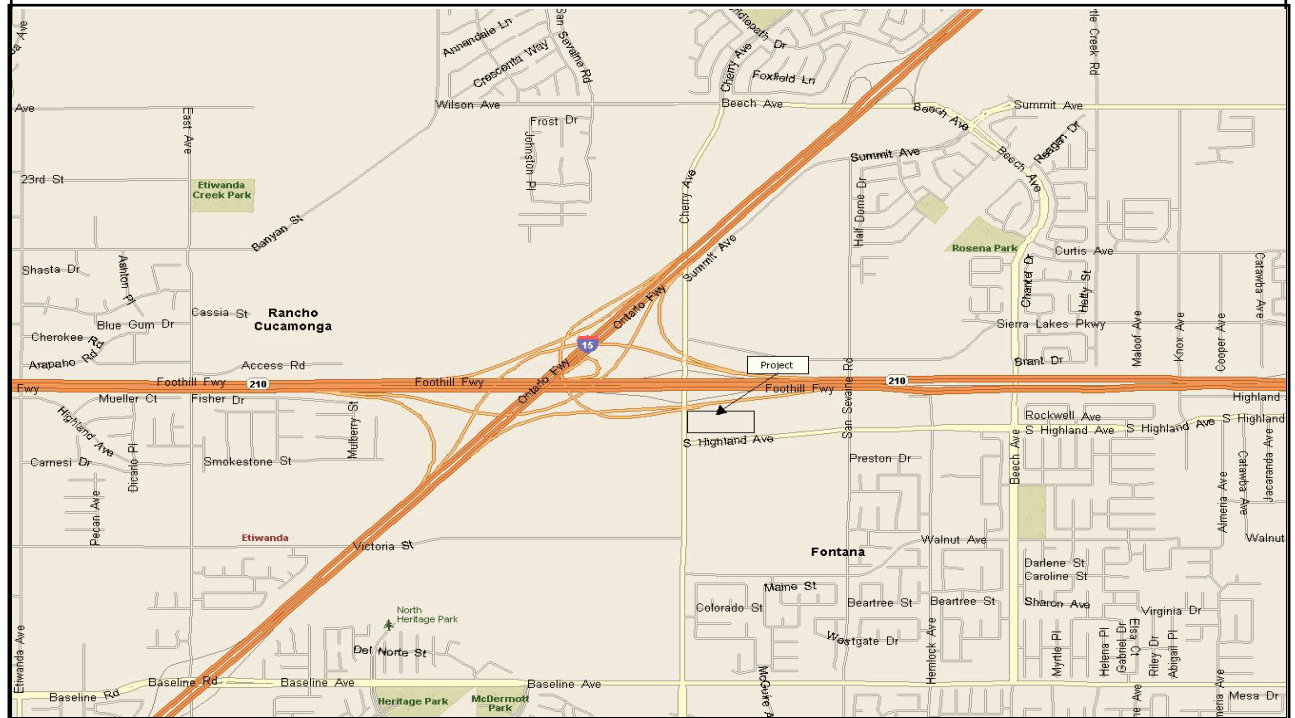 Annandale Ln
Crescenta Way
San Sevaine Rd
Cherry Ave
Foxfield Ln
Ave
East Ave
Wilson Ave
Beech Ave
Beech Ave
Summit Ave
Frost Dr
Johnston Pl
Summit Ave
Beech Ave
Reagan Dr
23rd St
Etiwanda
Creek Park
Cherry Ave
Half Dome Dr
Banyan St
Summit Ave
Rosena Park
Curtis Ave
Shasta Dr
Ashton Pl
Hetty St
Catawba Ave
Cassia St
Rancho
Cucamonga
Ontario Fwy
Blue Gum Dr
Sierra Lakes Pkwy
Cherokee Rd
Maloof Ave
Knox Ave
Cooper Ave
15
Arapaho Rd
Access Rd
Project
Brant Dr
Fwy
Foothill Fwy
210
Foothill Fwy
Ontario Fwy
Foothill Fwy
210
San Sevane Rd
Mueller Ct
Fisher Dr
Highland
Highland Ave
Mulberry St
Rockwell Ave
S Highland Ave
S Highland Ave
S Highland Ave
S Highland
Carnesi Dr
Dicarlo Pl
Smokestone St
Preston Dr
Beech Ave
Pecan Ave
Almeria Ave
Catawba Ave
Jacaranda Ave
Etiwanda
Victoria St
Fontana
Walnut Ave
Walnut
Darlene St
Caroline St
Maine St
Colorado St
Beartree St
Beartree St
Sharon Ave
Virginia Dr
North
Heritage Park
Westgate Dr
Hemlock Ave
Myrtle Pl
Helena Pl
Gabriel Dr
Elsa Ct
Riley Dr
Abigail Pl
Del Norte St
Etiwanda Ave
Baseline Rd
Baseline Rd
Baseline Ave
Baseline Ave
Heritage Park
McDermott
Park
Mesa Dr